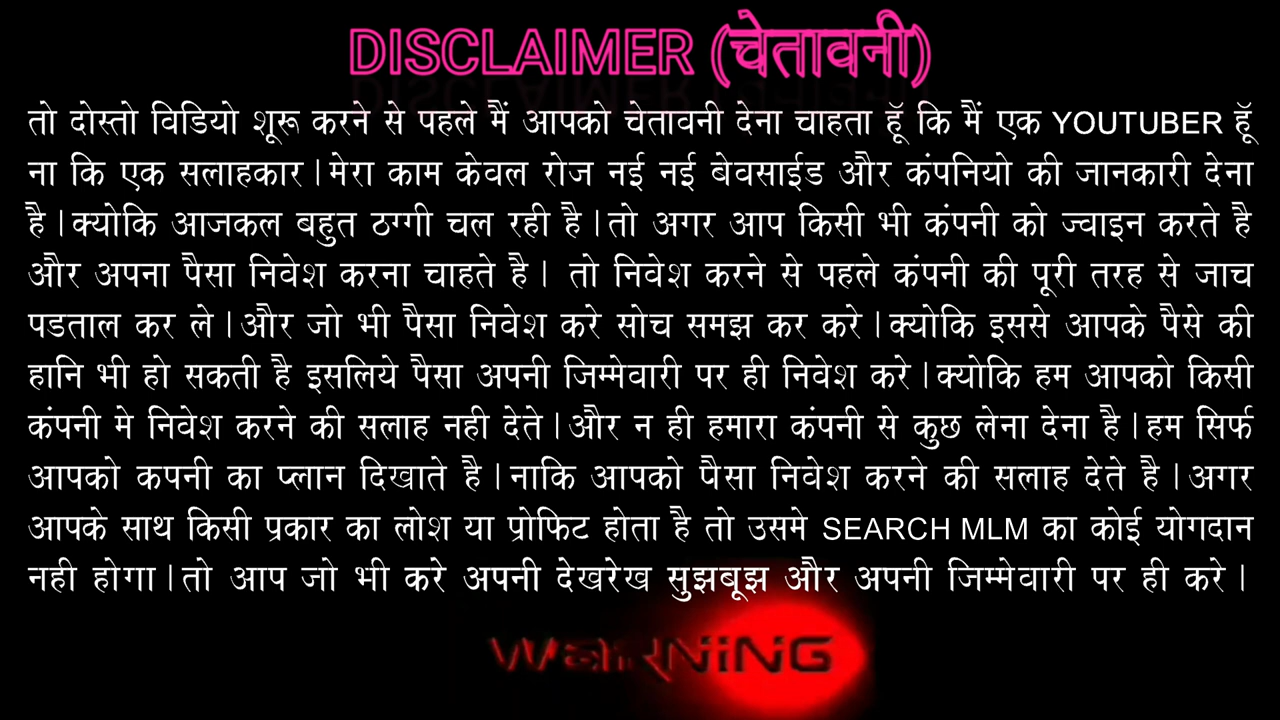 DISCLAIMER (चेतावनी)
तो दोस्तो विडियो शूरू करने से पहले मैं आपको चेतावनी देना चाहता हूॅ कि मैं एक YOUTUBER हूॅ
ना कि एक सलाहकार।मेरा काम केवल रोज नई नई बेवसाईड और कंपनियो की जानकारी देना
है।क्योकि आजकल बहुत ठग्गी चल रही है।तो अगर आप किसी भी कंपनी को ज्वाइन करते है
और अपना पैसा निवेश करना चाहते है। तो निवेश करने से पहले कंपनी की पूरी तरह से जाच
पडताल कर ले।और जो भी पैसा निवेश करे सोच समझ कर करे।क्योकि इससे आपके पैसे की
हानि भी हो सकती है इसलिये पैसा अपनी जिम्मेवारी पर ही निवेश करे।क्योकि हम आपको किसी
कंपनी मे निवेश करने की सलाह नही देते।और न ही हमारा कंपनी से कुछ लेना देना है।हम सिर्फ
आपको कपनी का प्लान दिखाते है।नाकि आपको पैसा निवेश करने की सलाह देते है।अगर
आपके साथ किसी प्रकार का लोश या प्रोफिट होता है तो उसमे SEARCH MLM का कोई योगदान
नही होगा।तो आप जो भी करे अपनी देखरेख सुझबूझ और अपनी जिम्मेवारी पर ही करे।
WARNiNG